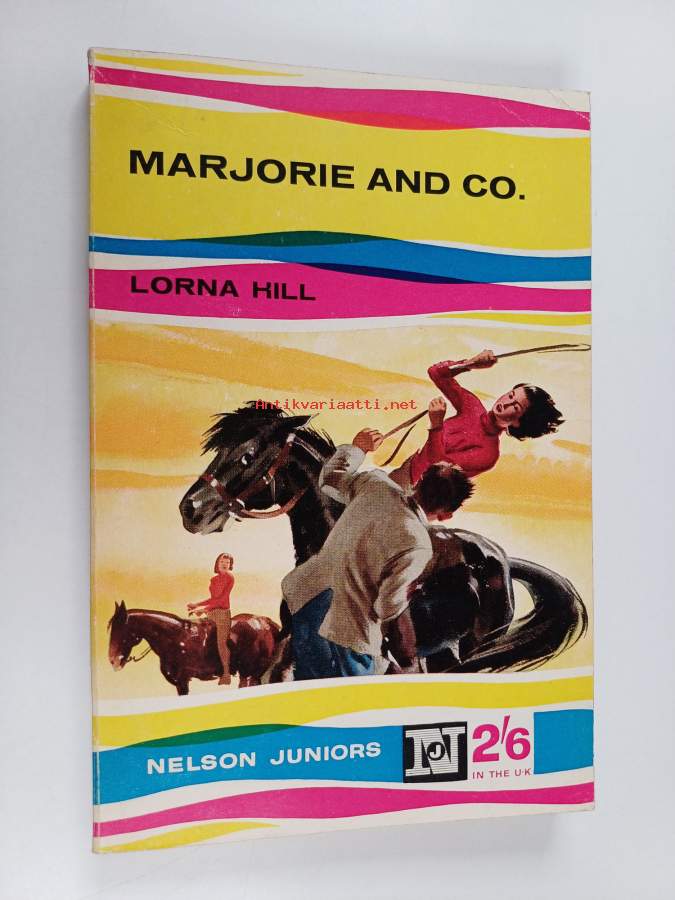 MARJORIE AND CO.
LORNA HILL
Antikvariaatti.net
NELSON JUNIORS
NJ
2/6
IN THE U·K